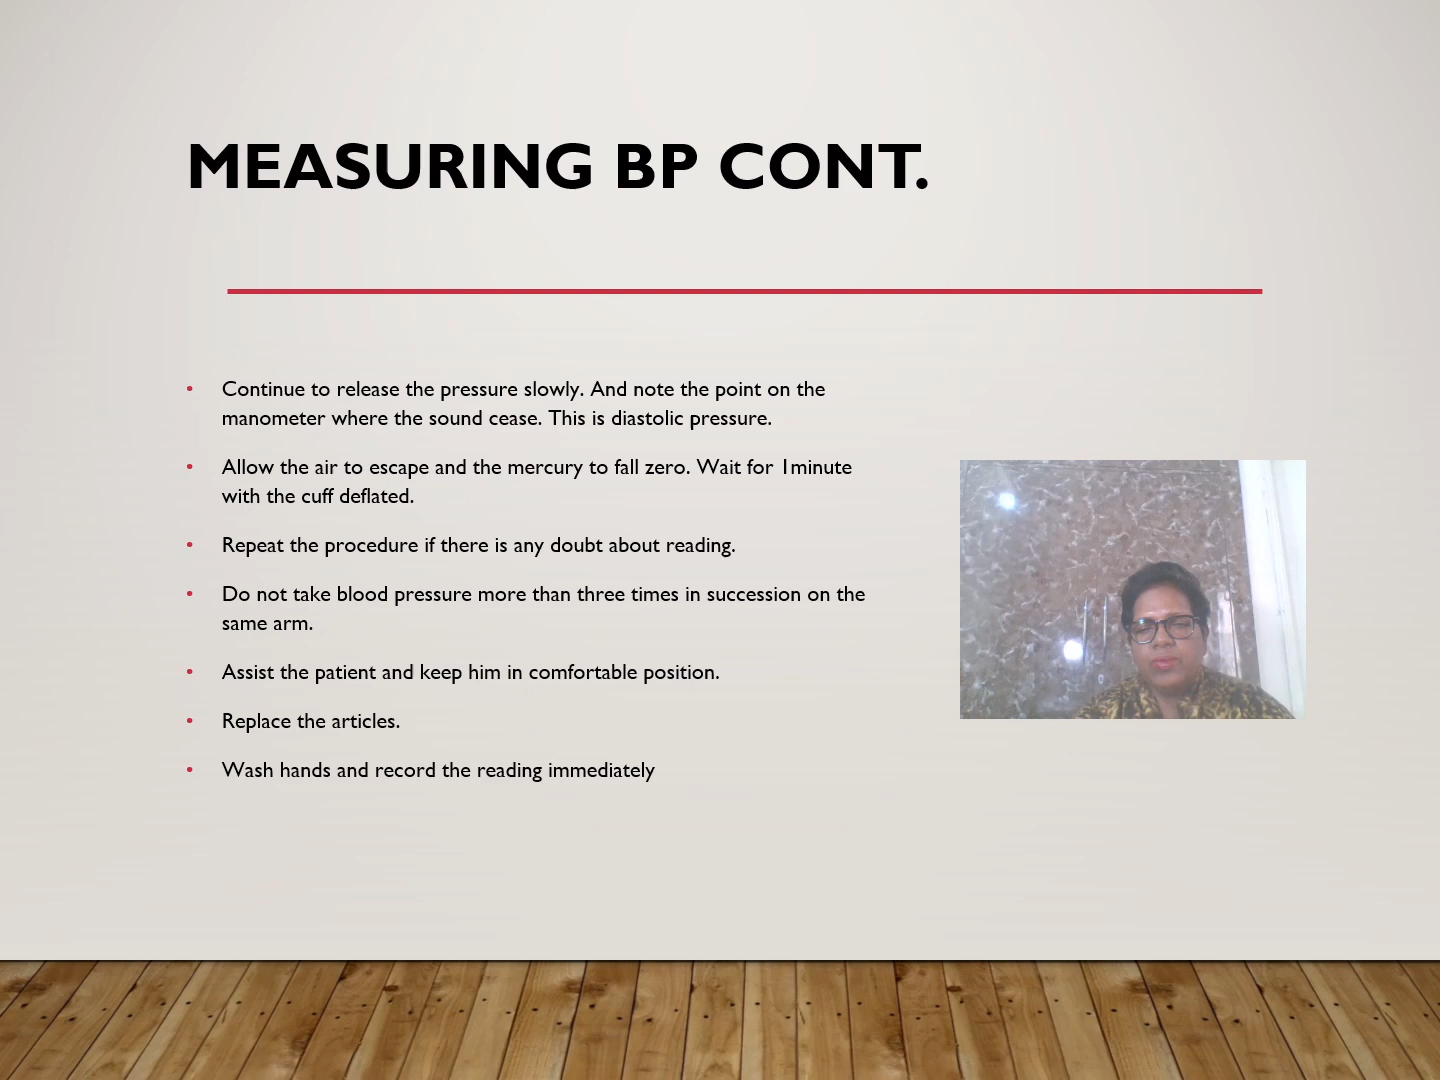 MEASURING BP CONT.
• Continue to release the pressure slowly. And note the point on the
manometer where the sound cease. This is diastolic pressure.
• Allow the air to escape and the mercury to fall zero. Wait for 1minute
with the cuff deflated.
• Repeat the procedure if there is any doubt about reading.
• Do not take blood pressure more than three times in succession on the
same arm.
• Assist the patient and keep him in comfortable position.
• Replace the articles.
• Wash hands and record the reading immediately